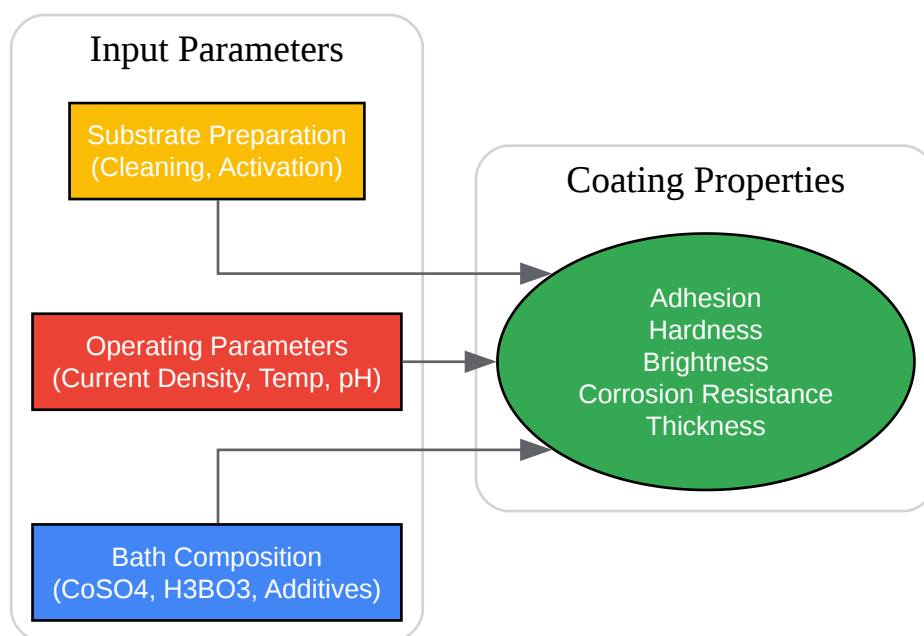 Input Parameters
Substrate Preparation
(Cleaning, Activation)
Operating Parameters
(Current Density, Temp, pH)
Bath Composition
(CoSO4, H3BO3, Additives)
Coating Properties
Adhesion
Hardness
Brightness
Corrosion Resistance
Thickness